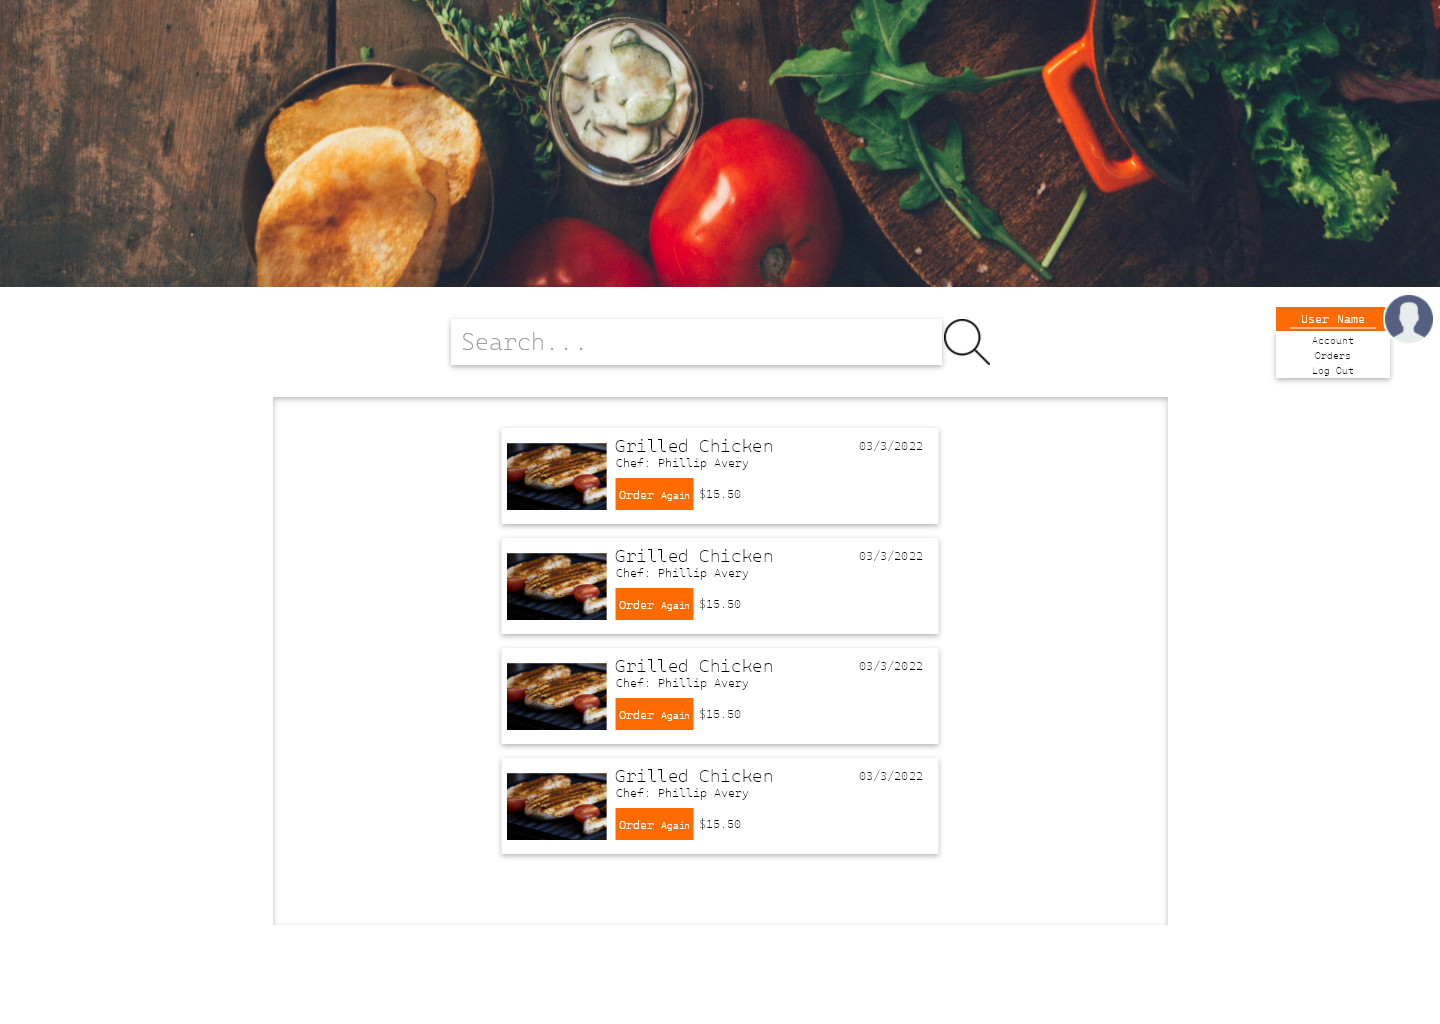 Search...
User Name
Account
Orders
Log Out
Grilled Chicken 03/3/2022
Chef: Phillip Avery
Order Again $15.50
Grilled Chicken 03/3/2022
Chef: Phillip Avery
Order Again $15.50
Grilled Chicken 03/3/2022
Chef: Phillip Avery
Order Again $15.50
Grilled Chicken 03/3/2022
Chef: Phillip Avery
Order Again $15.50